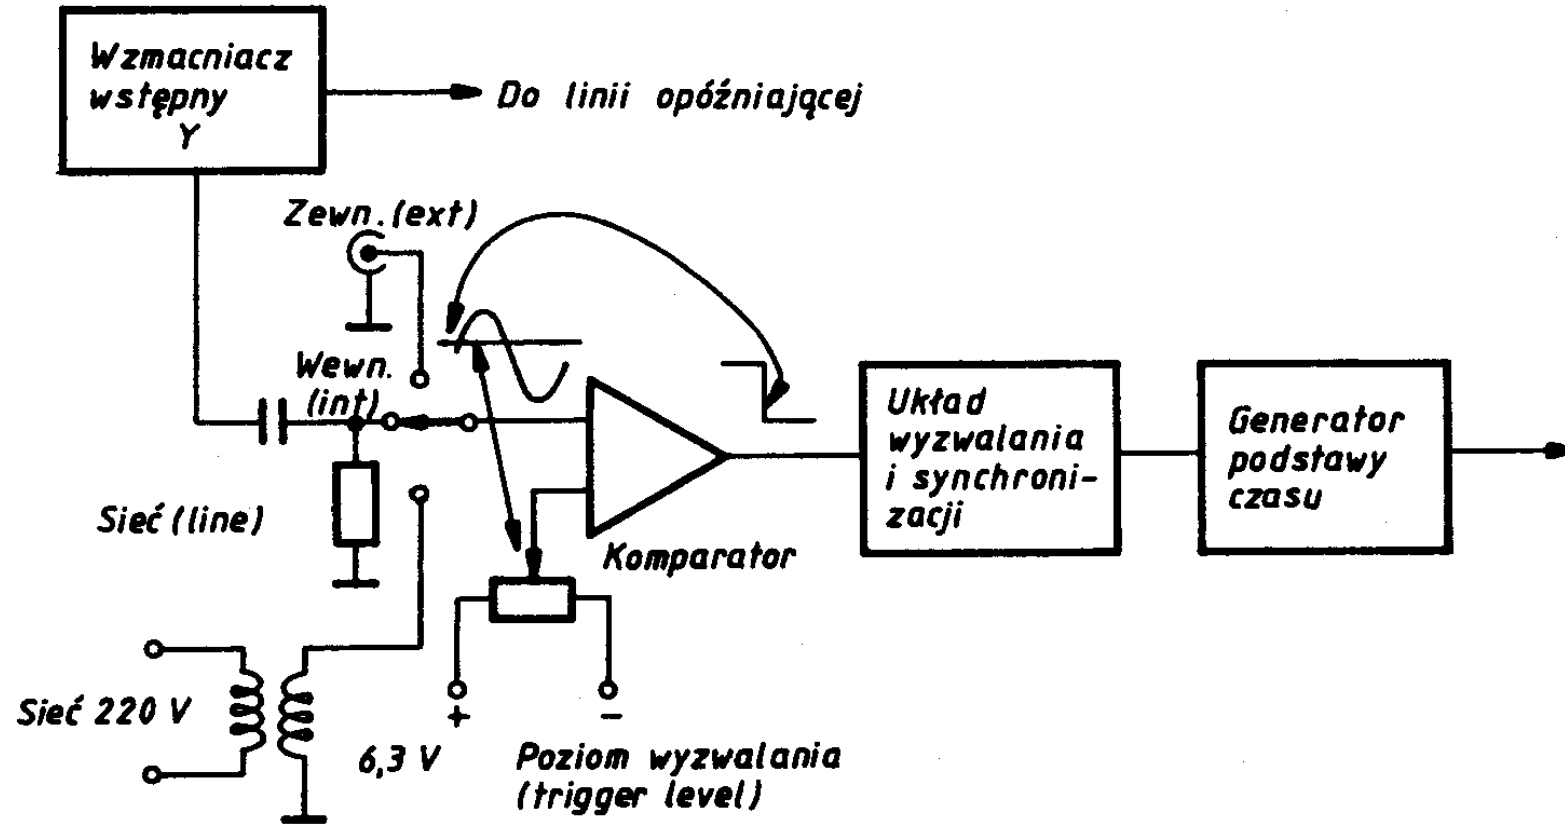 Wzmacniacz
wstępny
Y
Do linii opóźniającej
Zewn. (ext)
Wewn.
(int)
Sieć (line)
Komparator
Układ
wyzwalania
i synchroni-
zacji
Generator
podstawy
czasu
Sieć 220 V
6,3 V
+
−
Poziom wyzwalania
(trigger level)